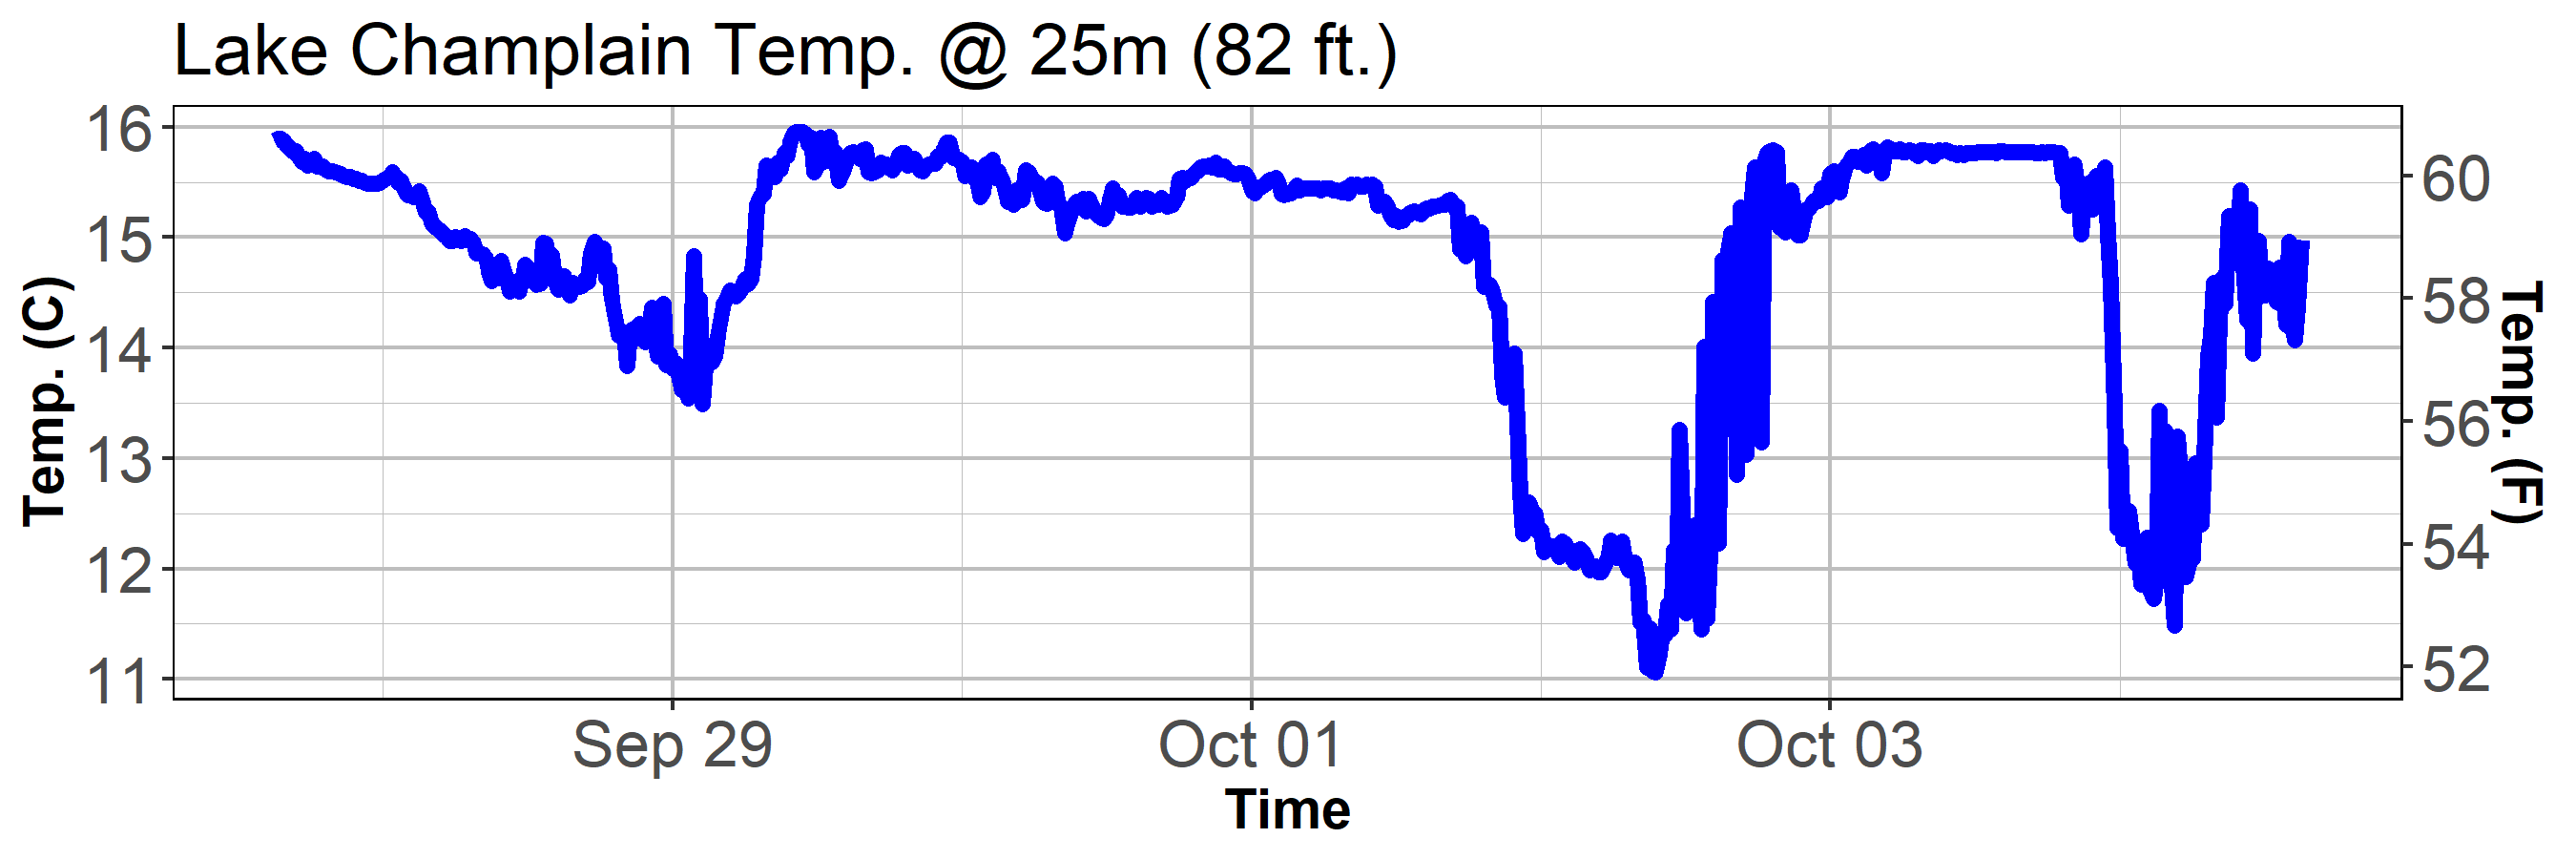 Lake Champlain Temp. @ 25m (82 ft.)
16
15
14
13
12
11
Temp. (C)
60
58
56
54
52
Temp. (F)
Sep 29
Oct 01
Oct 03
Time